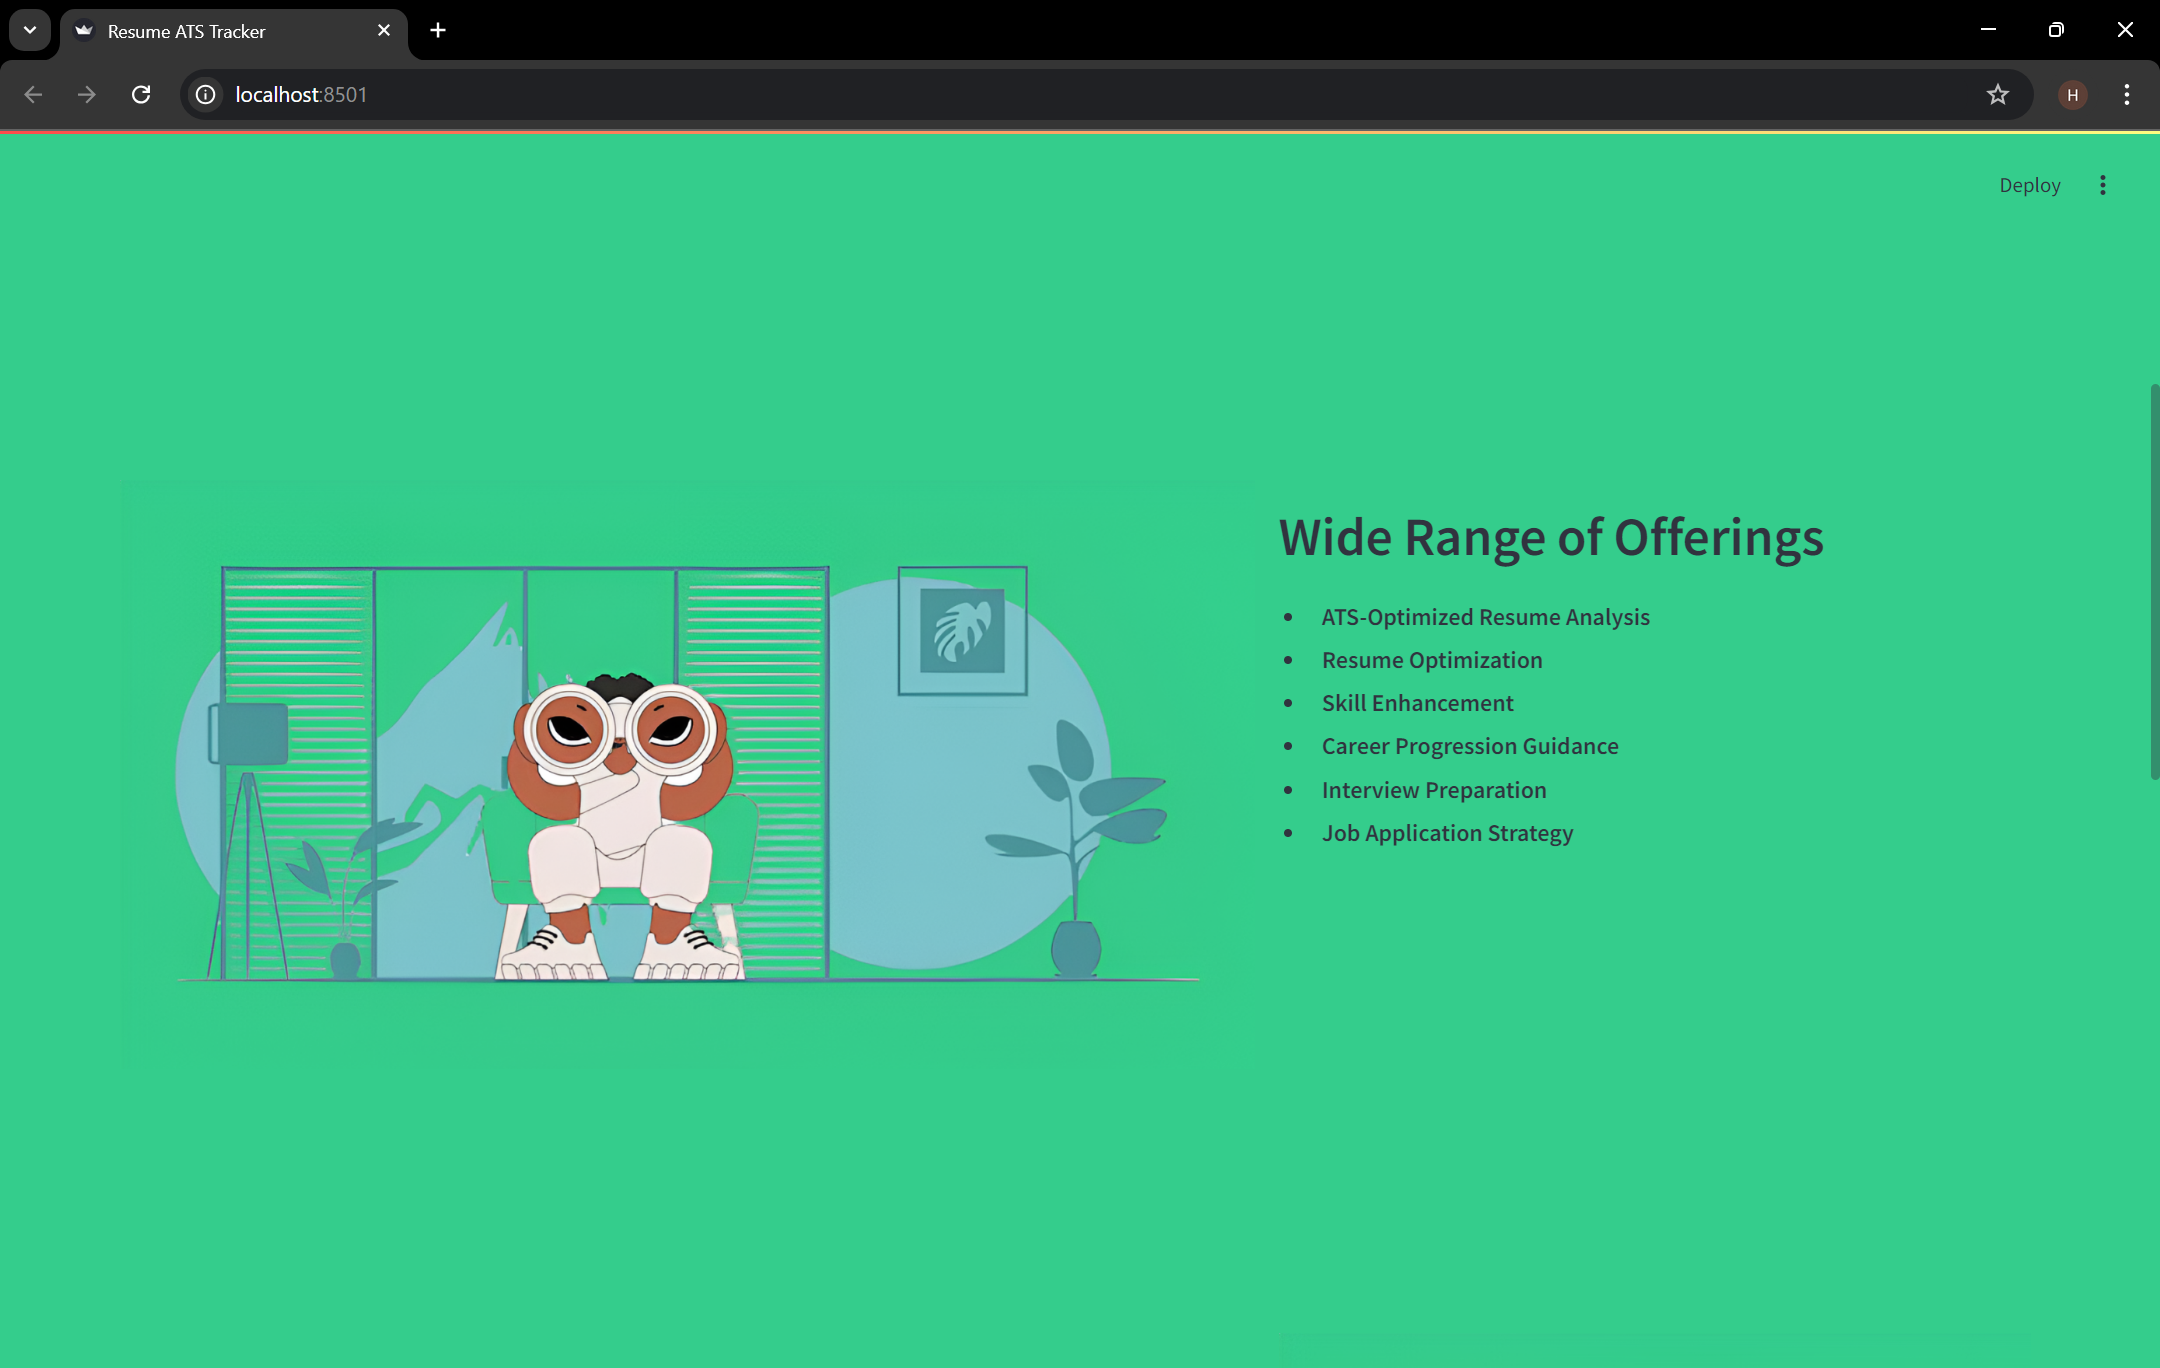 Resume ATS Tracker
localhost:8501
H
Deploy
Wide Range of Offerings
• ATS-Optimized Resume Analysis
• Resume Optimization
• Skill Enhancement
• Career Progression Guidance
• Interview Preparation
• Job Application Strategy